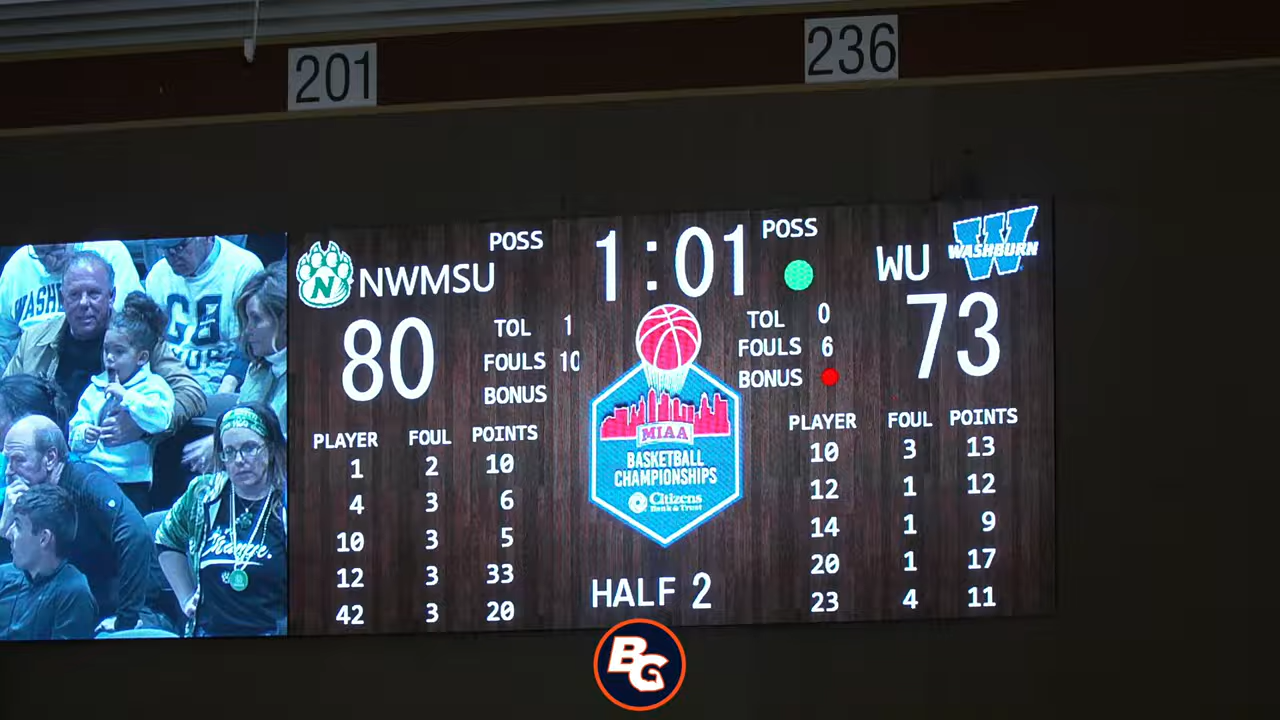 201
236
NWMSU
80
POSS
TOL 1
FOULS 10
BONUS
PLAYER FOUL POINTS
1 2 10
4 3 6
10 3 5
12 3 33
42 3 20
1:01
MIAA
BASKETBALL
CHAMPIONSHIPS
Citizens
Bank & Trust
HALF 2
POSS
TOL 0
FOULS 6
BONUS
WU
WASHBURN
73
PLAYER FOUL POINTS
10 3 13
12 1 12
14 1 9
20 1 17
23 4 11
N
W
BG